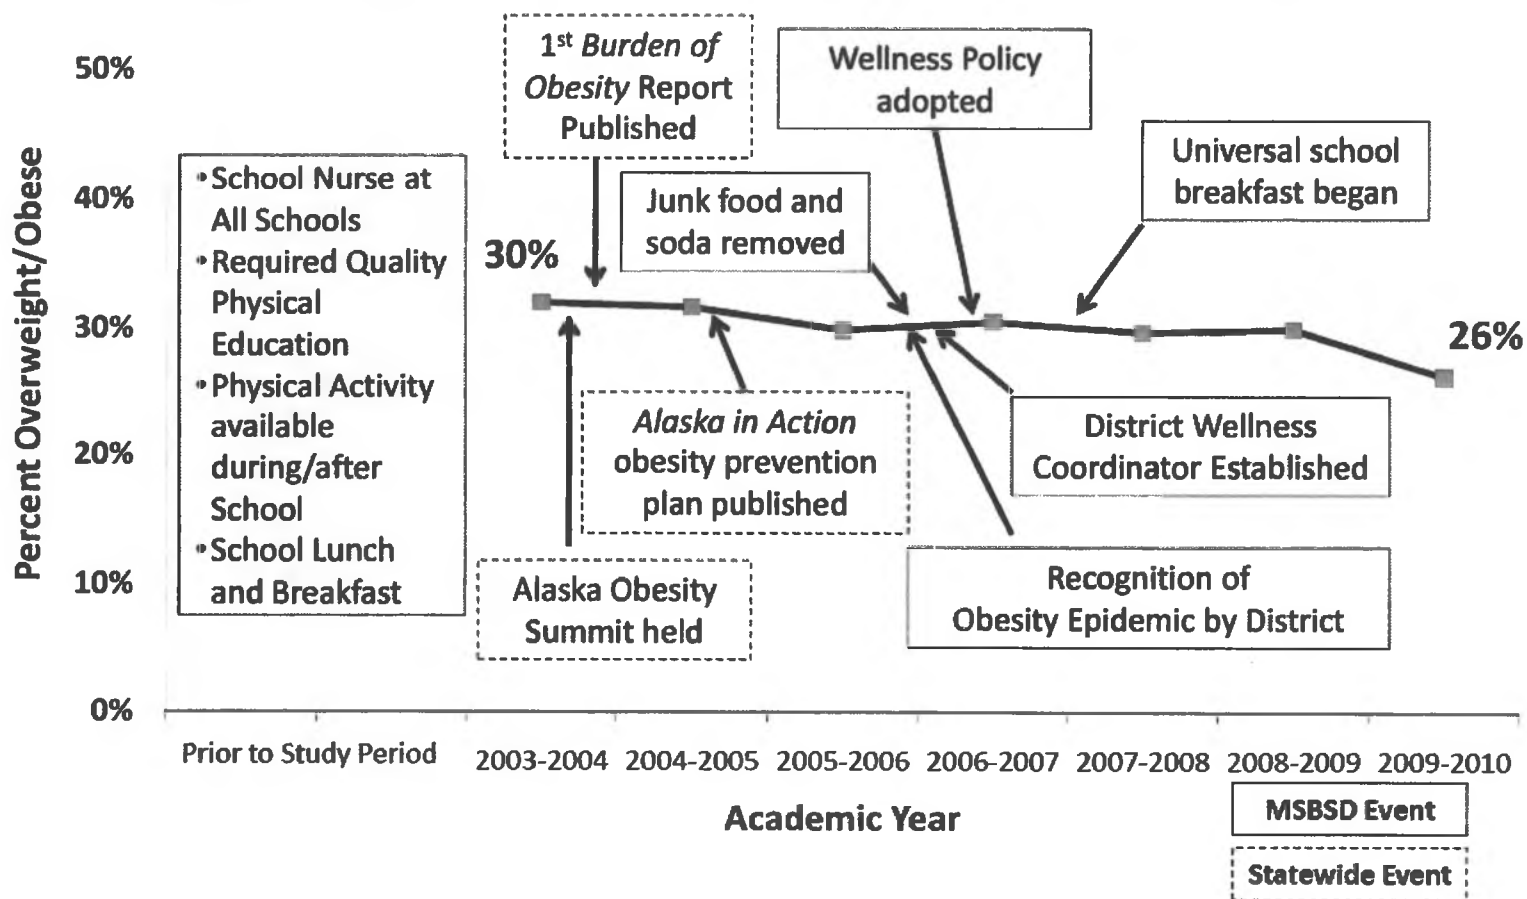 50%
40%
30%
20%
10%
0%
Percent Overweight/Obese
•School Nurse at
All Schools
•Required Quality
Physical
Education
•Physical Activity
available
during/after
School
•School Lunch
and Breakfast
1st Burden of
Obesity Report
Published
Wellness Policy
adopted
Universal school
breakfast began
Junk food and
soda removed
30%
26%
Alaska in Action
obesity prevention
plan published
District Wellness
Coordinator Established
Alaska Obesity
Summit held
Recognition of
Obesity Epidemic by District
Prior to Study Period
2003-2004
2004-2005
2005-2006
2006-2007
2007-2008
2008-2009
2009-2010
Academic Year
MSBSD Event
Statewide Event